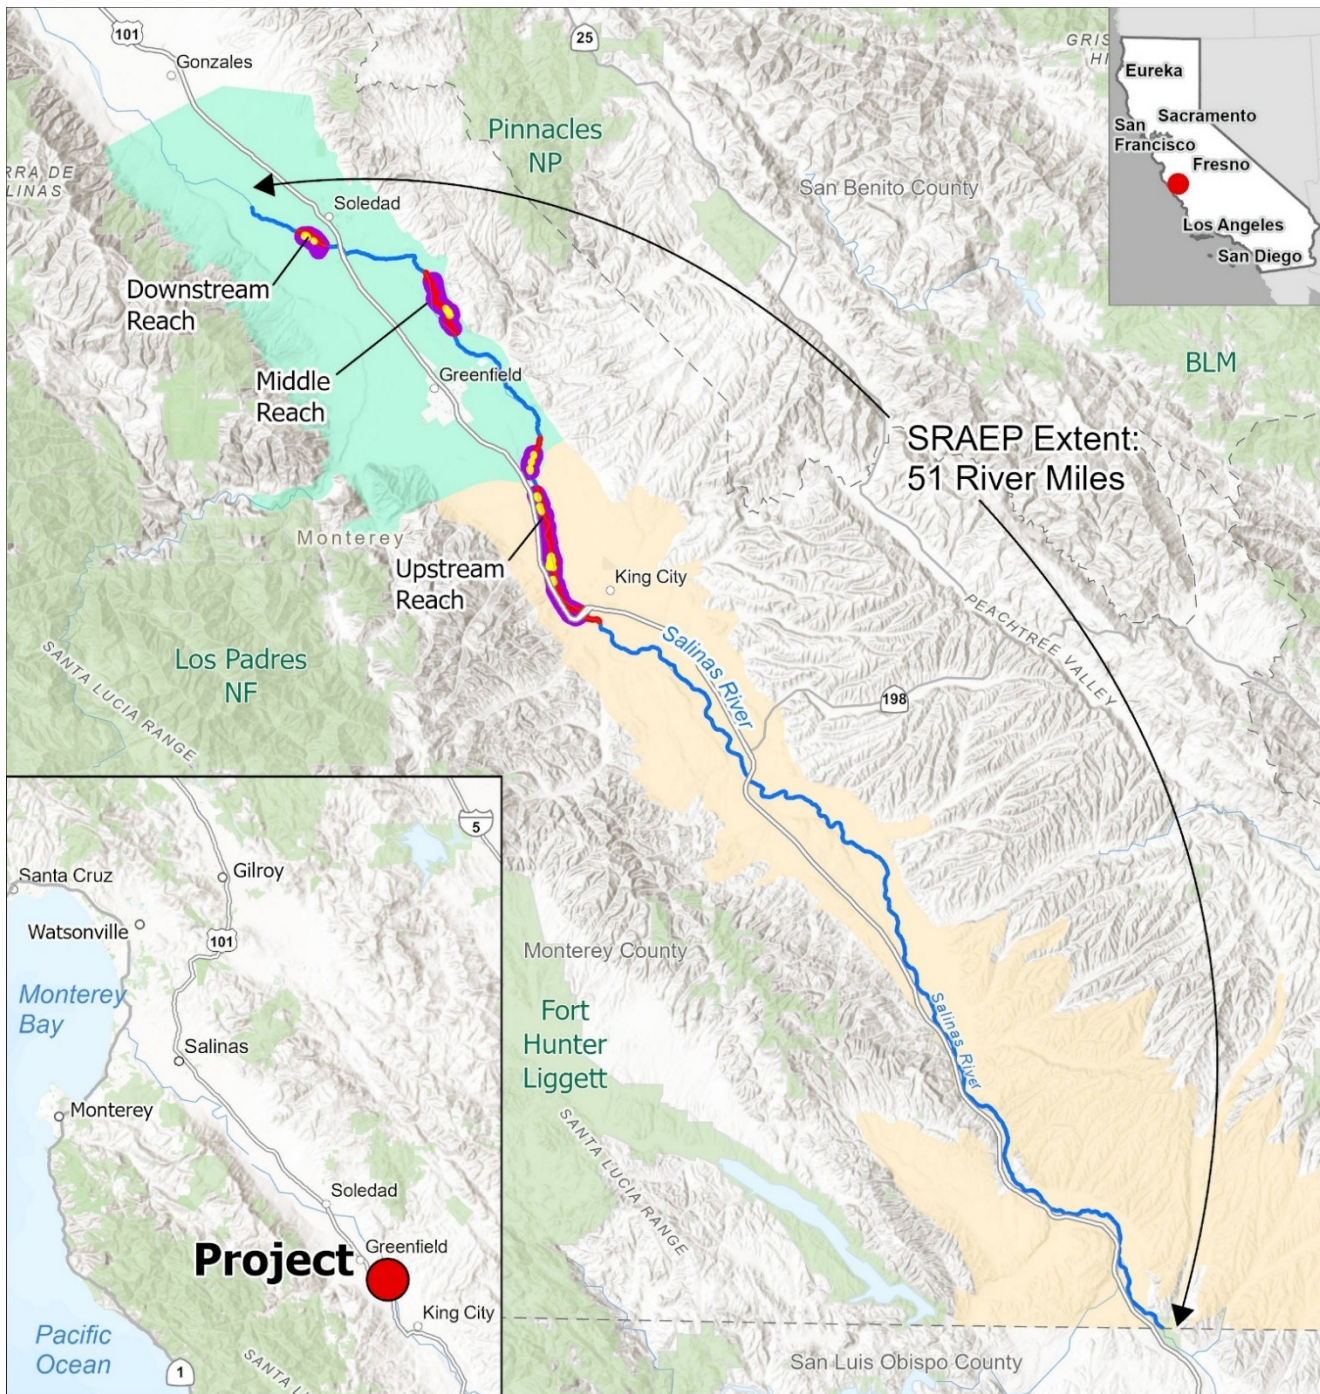 101
Gonzales
25
GRIS
HI
Eureka
Sacramento
San
Francisco
Fresno
Los Angeles
San Diego
Pinnacles
NP
RRA DE
LINAS
Soledad
San Benito County
Downstream
Reach
Middle
Reach
Greenfield
BLM
SRAEP Extent:
51 River Miles
Monterey
Upstream
Reach
King City
PEACHTREE VALLEY
Salinas River
198
Los Padres
NF
SANTA LUCIA RANGE
5
Santa Cruz
Gilroy
Watsonville
101
Monterey
Bay
Salinas
Monterey
Soledad
Project
Greenfield
King City
Pacific
Ocean
1
SANTA LU
Monterey County
Fort
Hunter
Liggett
Salinas River
SANTA LUCIA RANGE
San Luis Obispo County